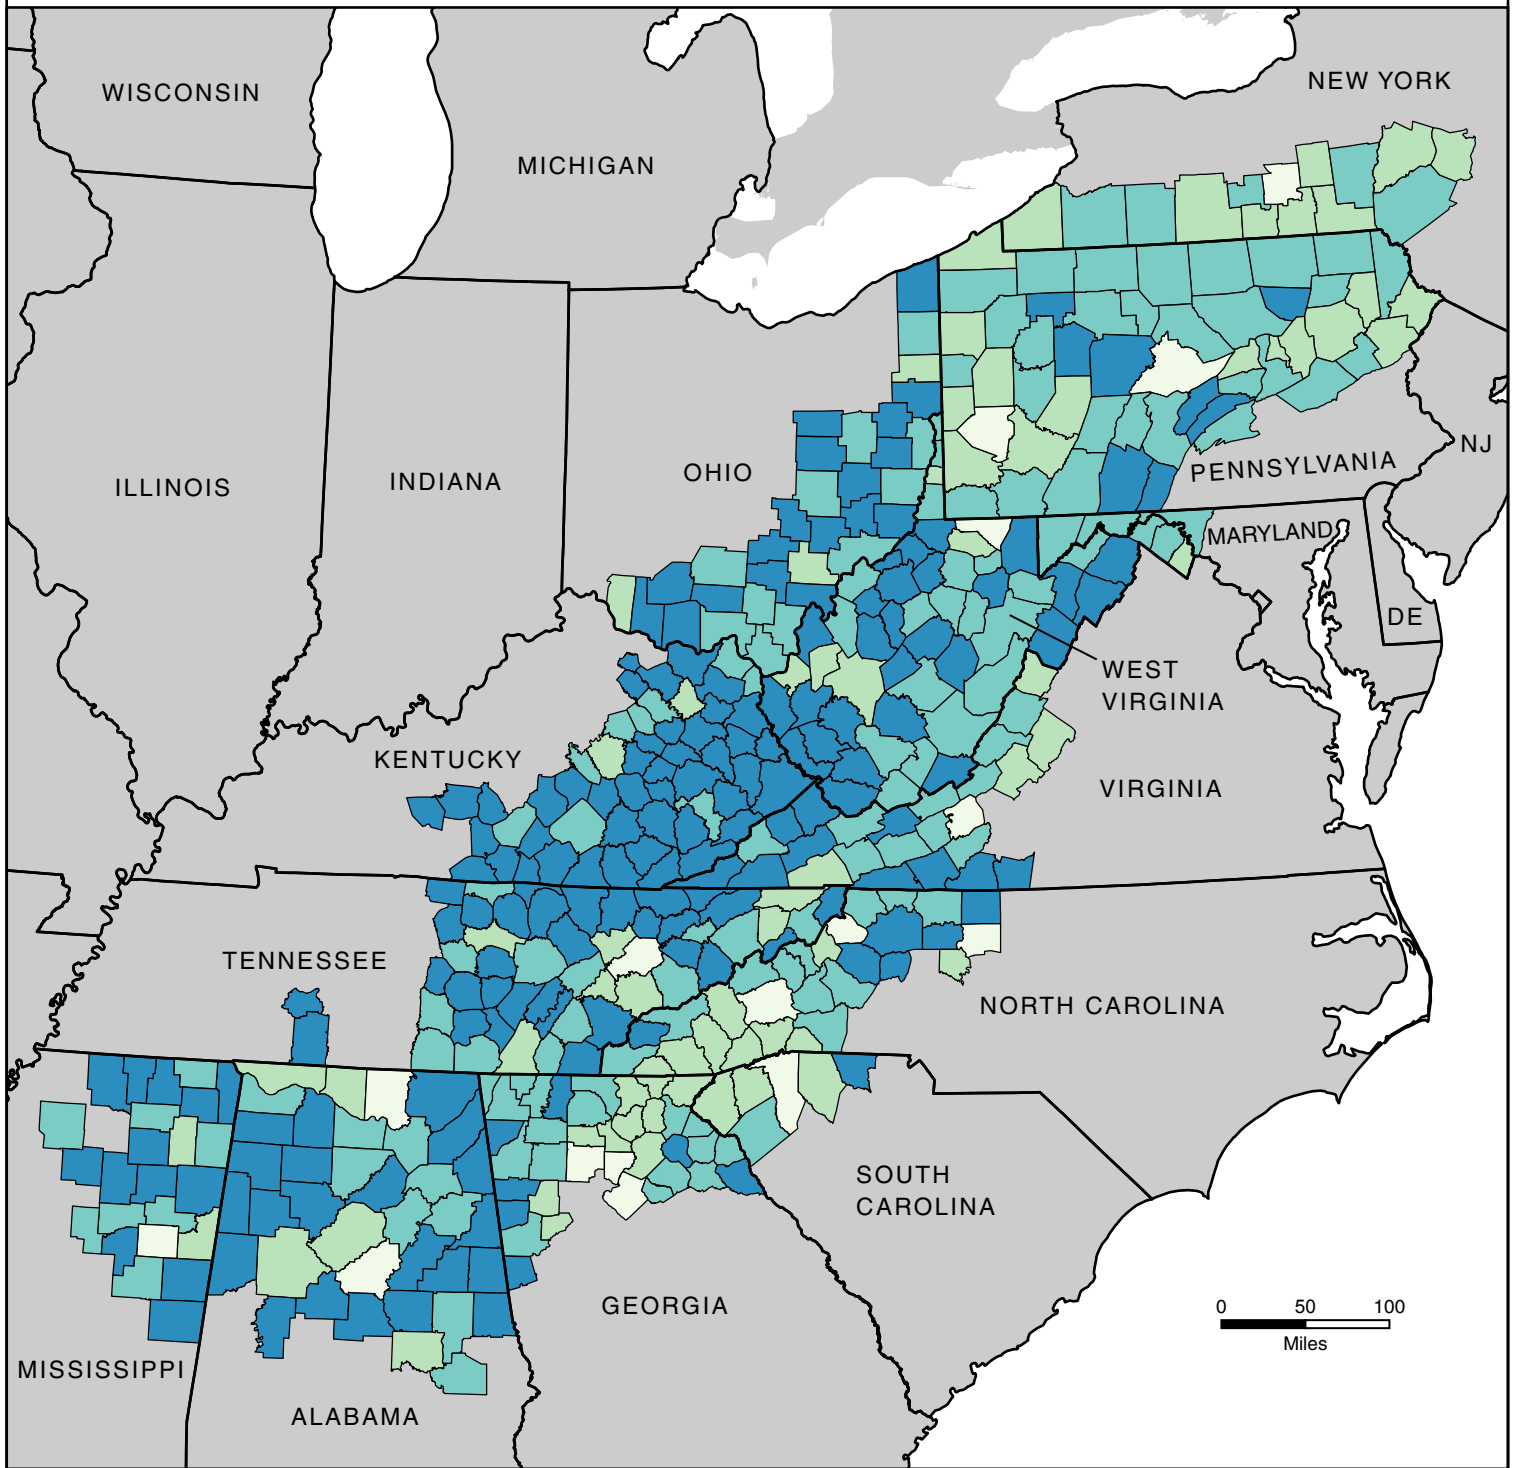 NEW YORK
WISCONSIN
MICHIGAN
NJ
PENNSYLVANIA
OHIO
INDIANA
ILLINOIS
MARYLAND
DE
WEST
VIRGINIA
KENTUCKY
VIRGINIA
TENNESSEE
NORTH CAROLINA
SOUTH
CAROLINA
GEORGIA
0 50 100
Miles
MISSISSIPPI
ALABAMA